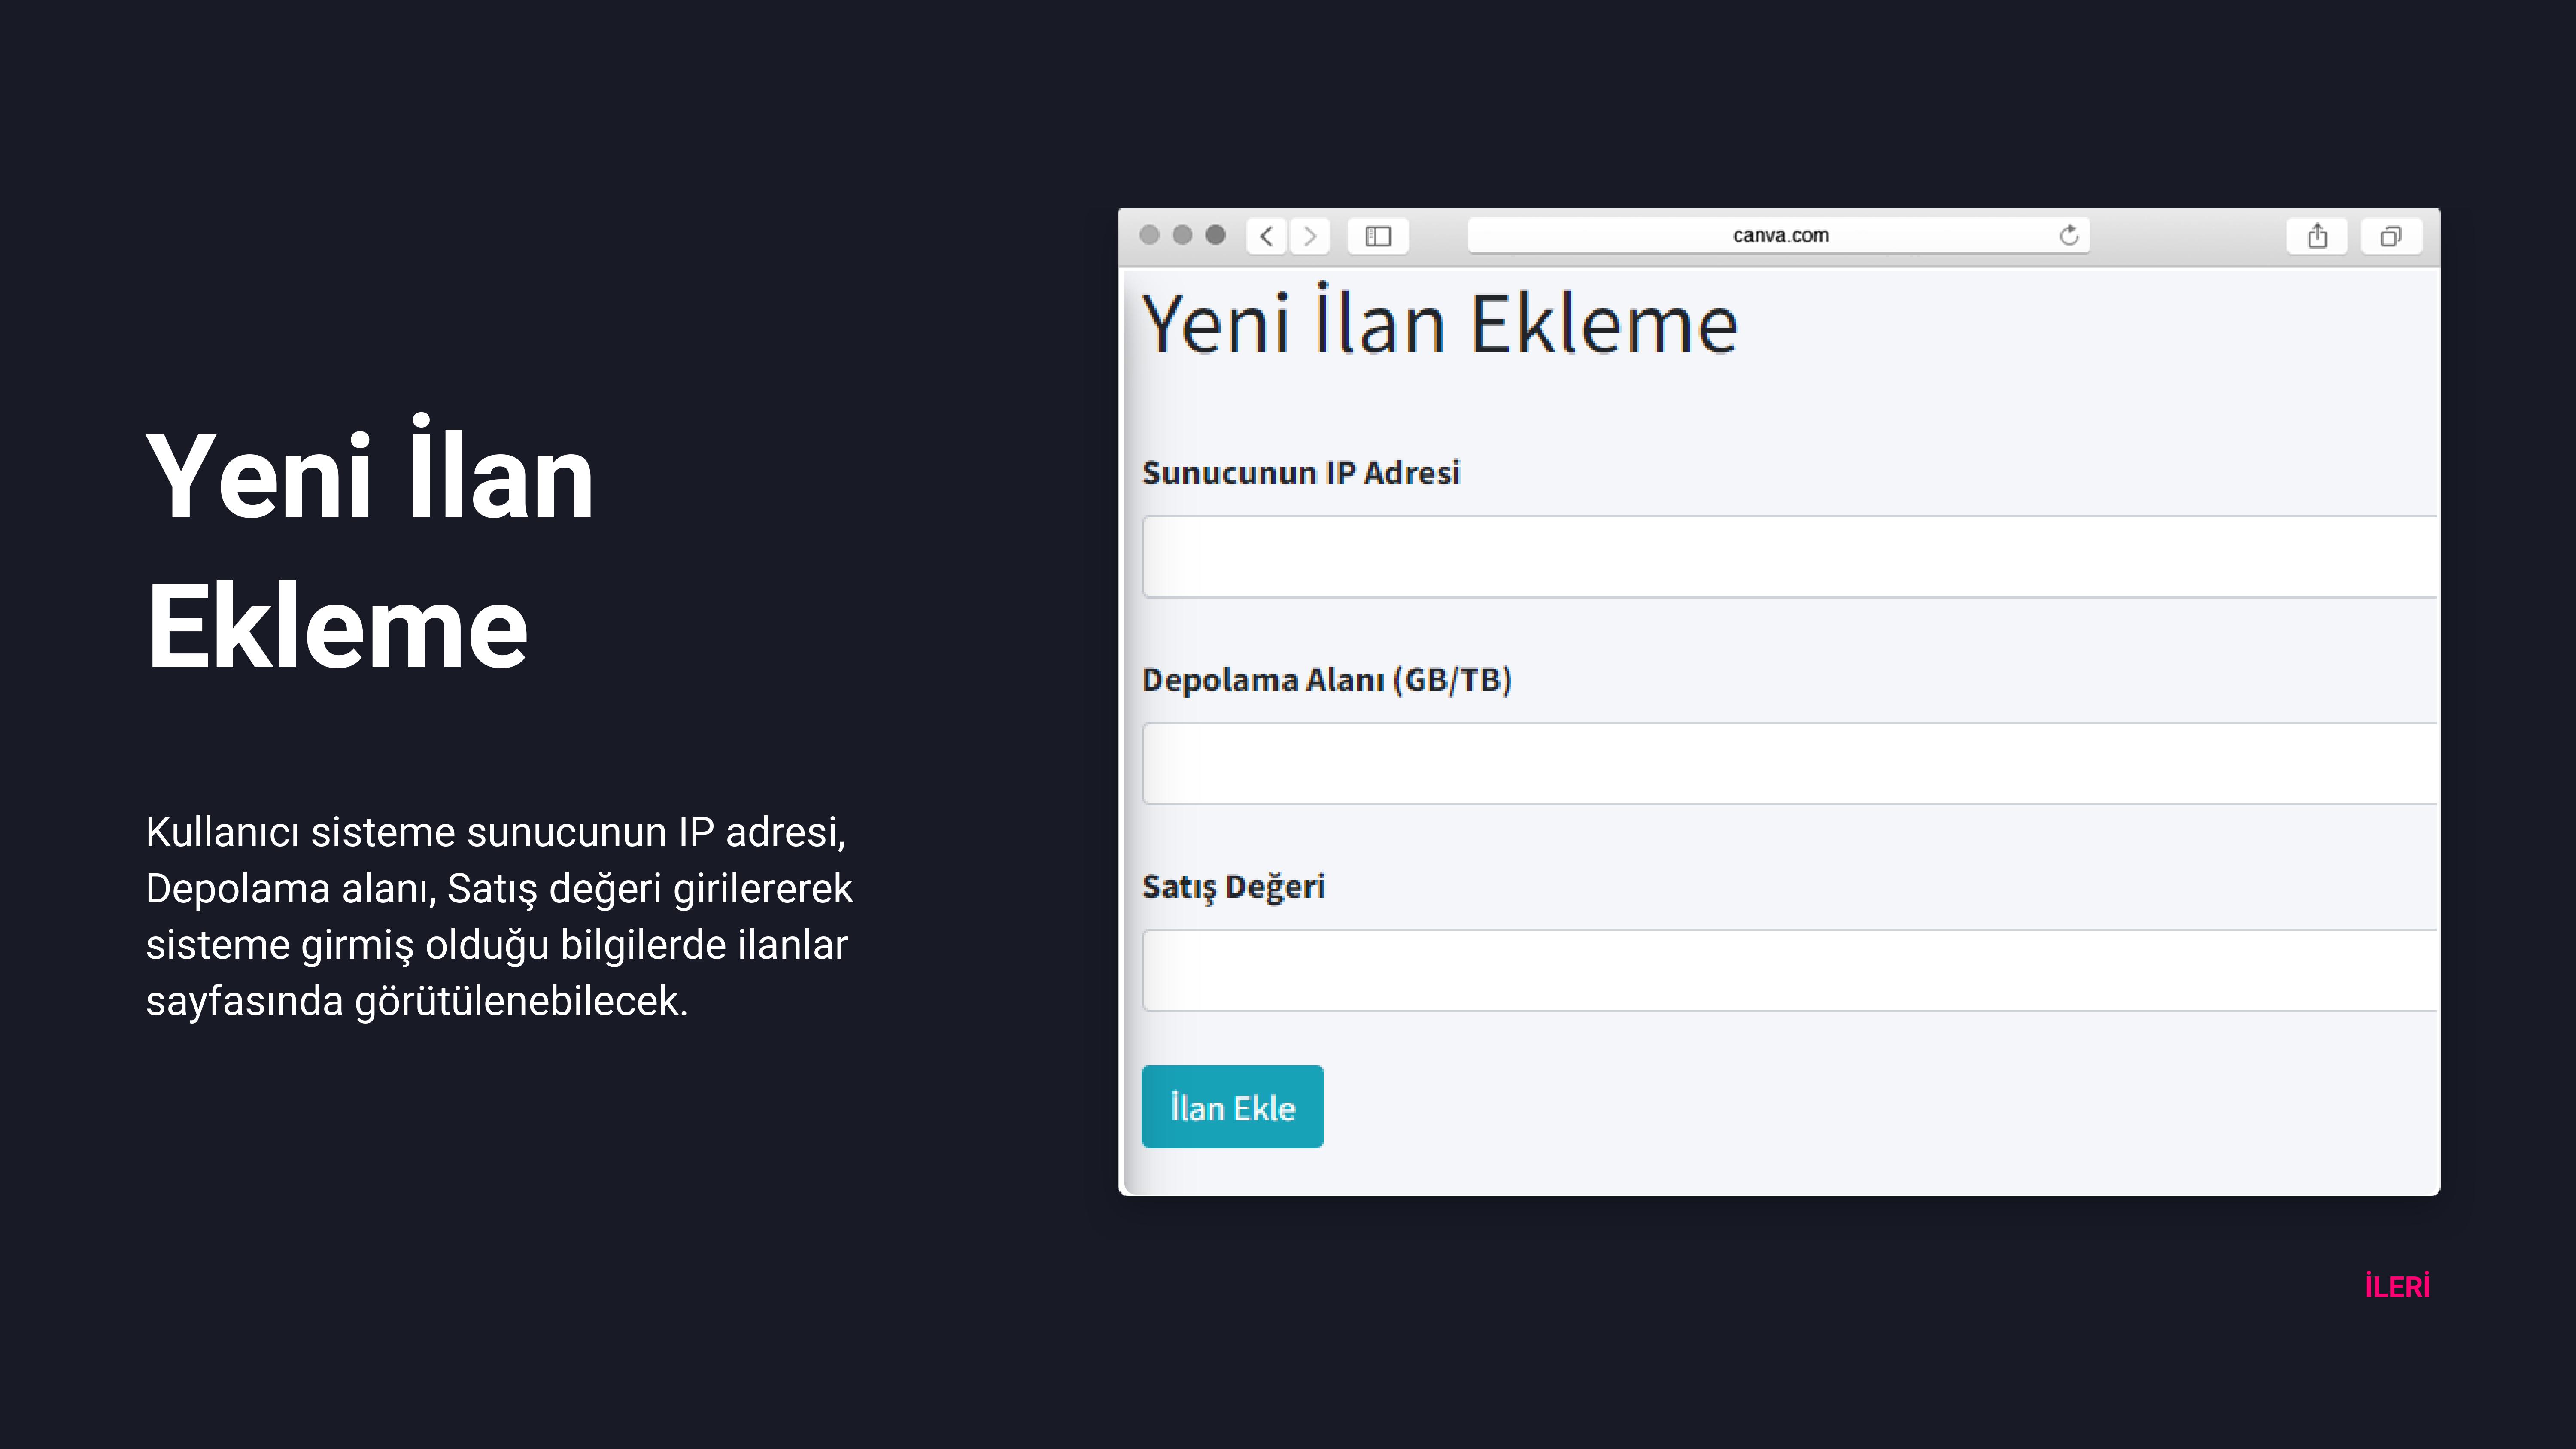 Yeni İlan
Ekleme
Kullanıcı sisteme sunucunun IP adresi,
Depolama alanı, Satış değeri girilererek
sisteme girmiş olduğu bilgilerde ilanlar
sayfasında görütülenebilecek.
canva.com
Yeni İlan Ekleme
Sunucunun IP Adresi
Depolama Alanı (GB/TB)
Satış Değeri
İlan Ekle
İLERİ